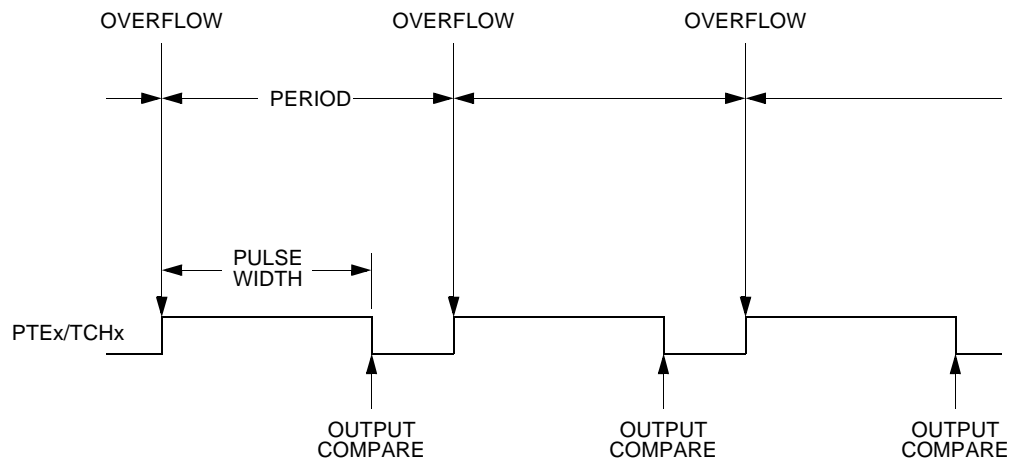 OVERFLOW OVERFLOW OVERFLOW
PERIOD
PULSE
WIDTH
PTEx/TCHx
OUTPUT
COMPARE
OUTPUT
COMPARE
OUTPUT
COMPARE